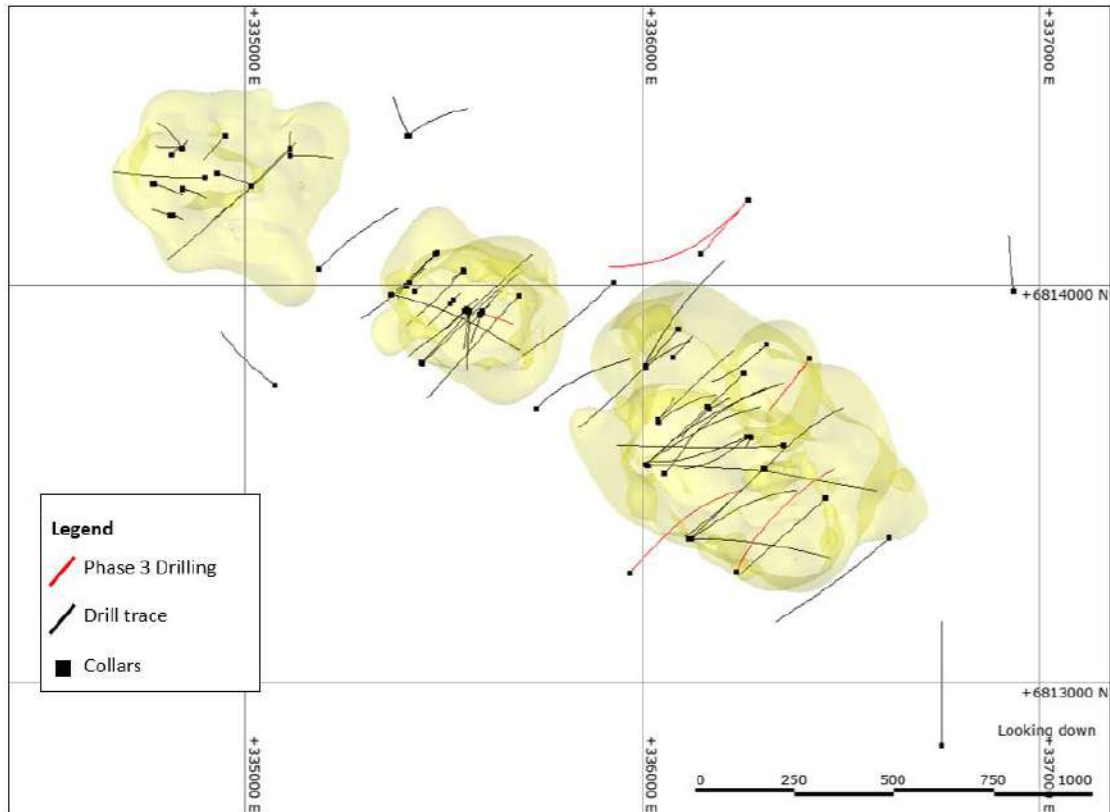 +335000 E
+336000 E
+337000 E
+6814000 N
Legend
Phase 3 Drilling
Drill trace
Collars
+6813000 N
Looking down
+335000 E
+336000 E
+337000 E
0 250 500 750 1000